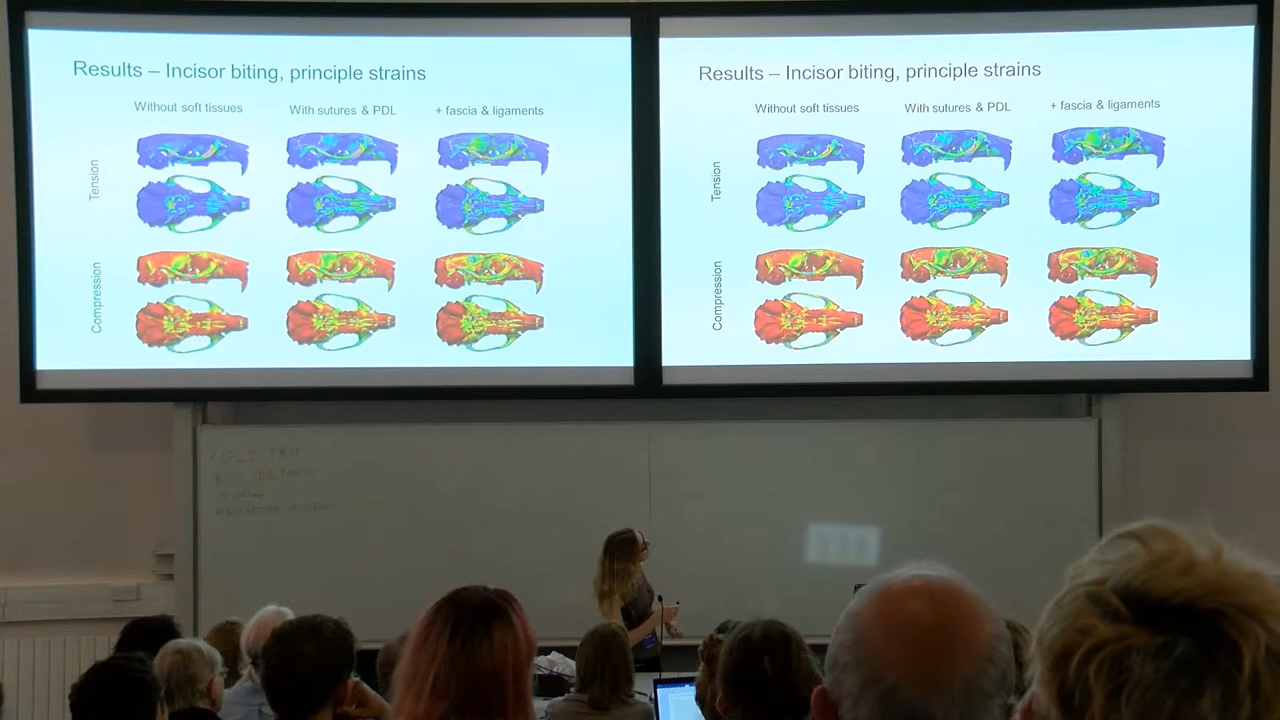 Results – Incisor biting, principle strains
Without soft tissues
With sutures & PDL
+ fascia & ligaments
Tension
Compression
Results – Incisor biting, principle strains
Without soft tissues
With sutures & PDL
+ fascia & ligaments
Tension
Compression